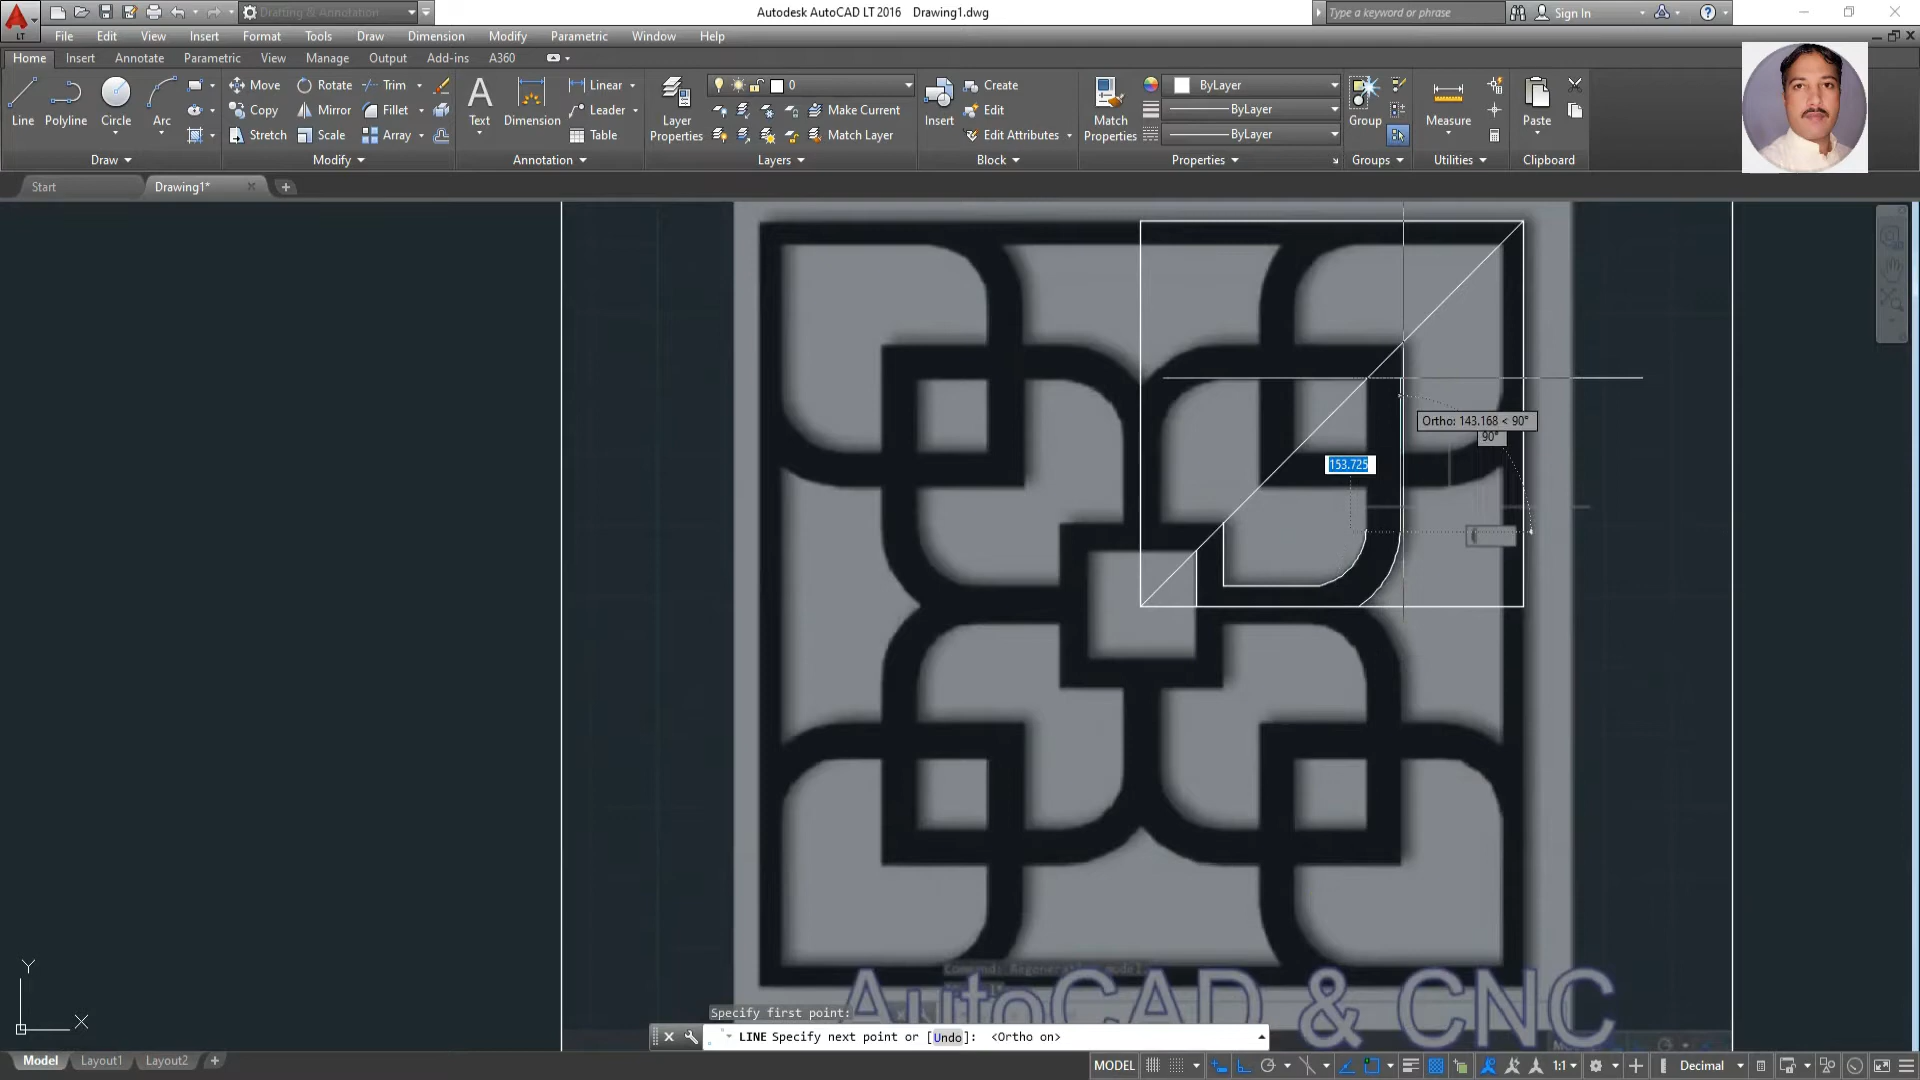 Drafting & Annotation
Autodesk AutoCAD LT 2016 Drawing1.dwg
Type a keyword or phrase
Sign In
LT
File Edit View Insert Format Tools Draw Dimension Modify Parametric Window Help
Home Insert Annotate Parametric View Manage Output Add-ins A360
Line Polyline Circle Arc
Move Rotate Trim
Copy Mirror Fillet
Stretch Scale Array
Text Dimension
Linear
Leader
Table
Layer Properties
0
Make Current
Match Layer
Insert
Create
Edit
Edit Attributes
Match Properties
ByLayer
ByLayer
ByLayer
Group
Measure
Paste
Draw Modify Annotation Layers Block Properties Groups Utilities Clipboard
Start Drawing1*
Ortho: 143.168 < 90°
90°
153.725
Y
X
AutoCAD & CNC
Specify first point:
LINE Specify next point or [Undo]: <Ortho on>
Model Layout1 Layout2
MODEL 1:1 Decimal